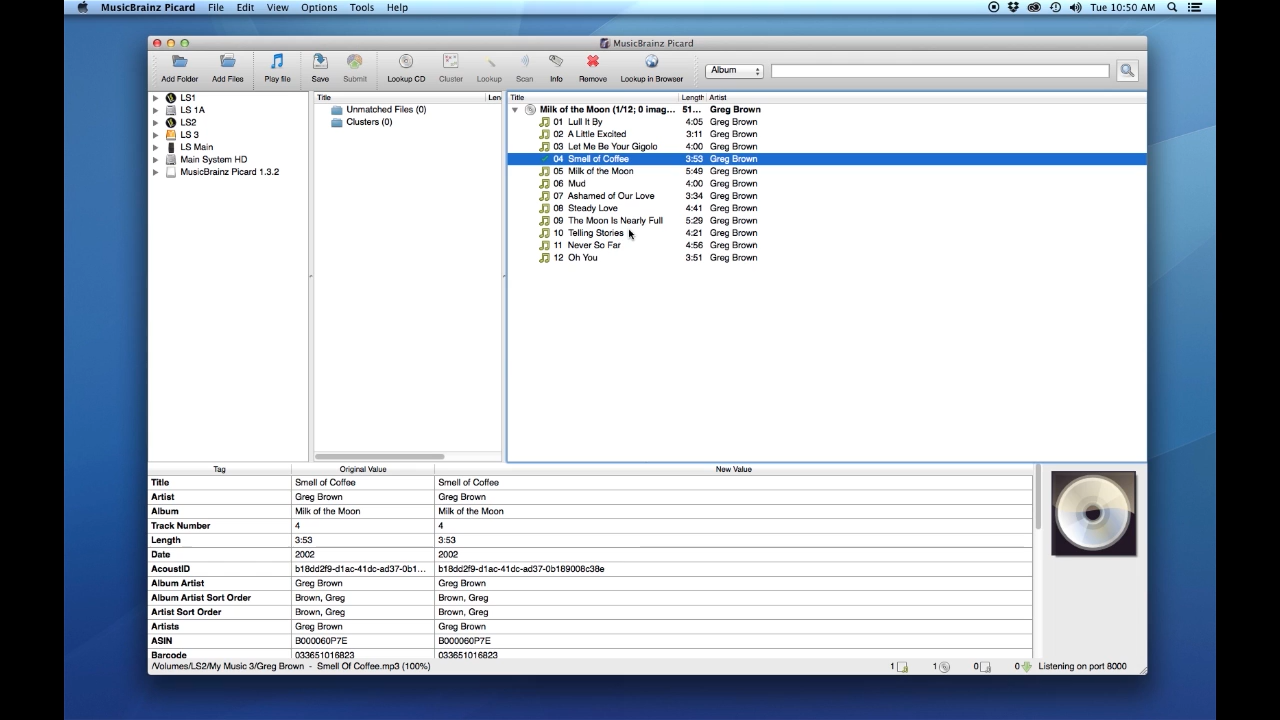 MusicBrainz Picard File Edit View Options Tools Help Tue 10:50 AM
MusicBrainz Picard
Add Folder Add Files Play file Save Submit Lookup CD Cluster Lookup Scan Info Remove Lookup in Browser Album
Title Len Title Length Artist
LS1
LS 1A
LS2
LS 3
LS Main
Main System HD
MusicBrainz Picard 1.3.2
Unmatched Files (0)
Clusters (0)
Milk of the Moon (1/12; 0 imag... 51... Greg Brown
01 Lull It By 4:05 Greg Brown
02 A Little Excited 3:11 Greg Brown
03 Let Me Be Your Gigolo 4:00 Greg Brown
04 Smell of Coffee 3:53 Greg Brown
05 Milk of the Moon 5:49 Greg Brown
06 Mud 4:00 Greg Brown
07 Ashamed of Our Love 3:34 Greg Brown
08 Steady Love 4:41 Greg Brown
09 The Moon Is Nearly Full 5:29 Greg Brown
10 Telling Stories 4:21 Greg Brown
11 Never So Far 4:56 Greg Brown
12 Oh You 3:51 Greg Brown
Tag Original Value New Value
Title Smell of Coffee Smell of Coffee
Artist Greg Brown Greg Brown
Album Milk of the Moon Milk of the Moon
Track Number 4 4
Length 3:53 3:53
Date 2002 2002
AcoustID b18dd2f9-d1ac-41dc-ad37-0b1... b18dd2f9-d1ac-41dc-ad37-0b189008c38e
Album Artist Greg Brown Greg Brown
Album Artist Sort Order Brown, Greg Brown, Greg
Artist Sort Order Brown, Greg Brown, Greg
Artists Greg Brown Greg Brown
ASIN B000060P7E B000060P7E
Barcode 033651016823 033651016823
/Volumes/LS2/My Music 3/Greg Brown - Smell Of Coffee.mp3 (100%) 1 1 0 0 Listening on port 8000